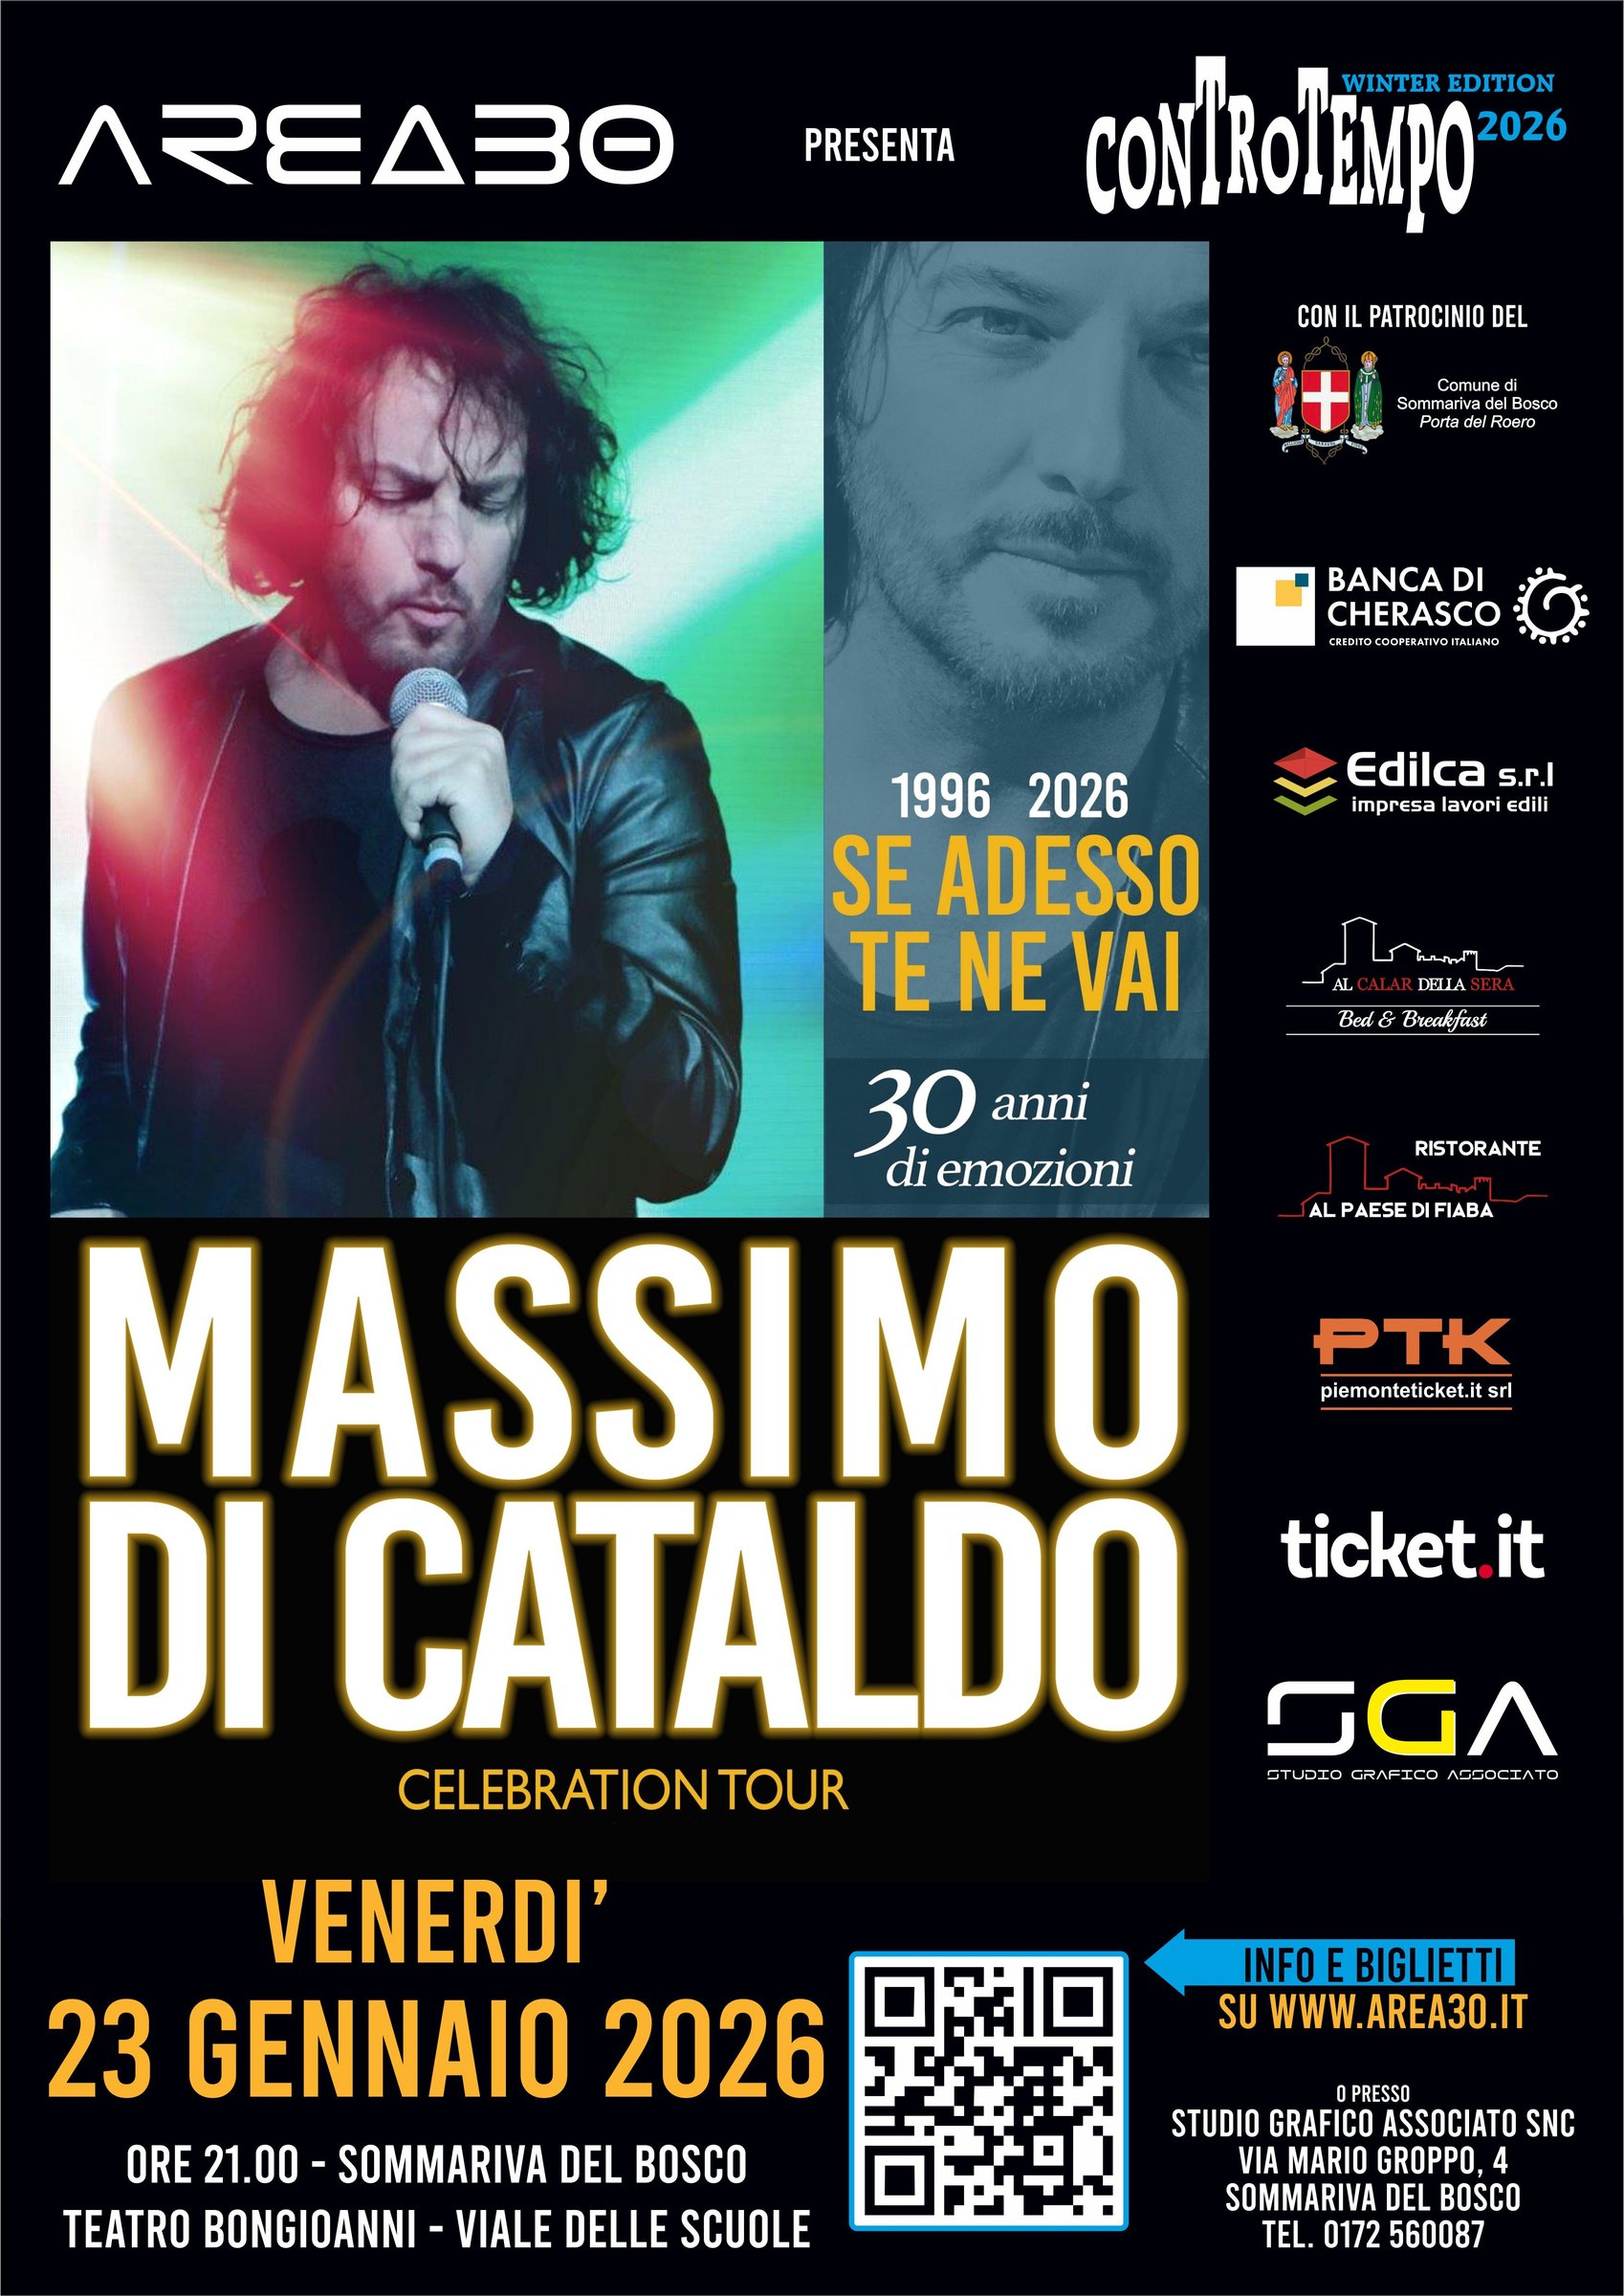 AREA30
PRESENTA
CONTROTEMPO
WINTER EDITION
2026
CON IL PATROCINIO DEL
Comune di
Sommariva del Bosco
Porta del Roero
BANCA DI
CHERASCO
CREDITO COOPERATIVO ITALIANO
Edilca s.r.l
impresa lavori edili
AL CALAR DELLA SERA
Bed & Breakfast
RISTORANTE
AL PAESE DI FIABA
PTK
piemonteticket.it srl
ticket.it
SGA
STUDIO GRAFICO ASSOCIATO
1996 2026
SE ADESSO
TE NE VAI
30 anni
di emozioni
MASSIMO
DI CATALDO
CELEBRATION TOUR
VENERDI'
23 GENNAIO 2026
ORE 21.00 - SOMMARIVA DEL BOSCO
TEATRO BONGIOANNI - VIALE DELLE SCUOLE
INFO E BIGLIETTI
SU WWW.AREA30.IT
O PRESSO
STUDIO GRAFICO ASSOCIATO SNC
VIA MARIO GROPPO, 4
SOMMARIVA DEL BOSCO
TEL. 0172 560087